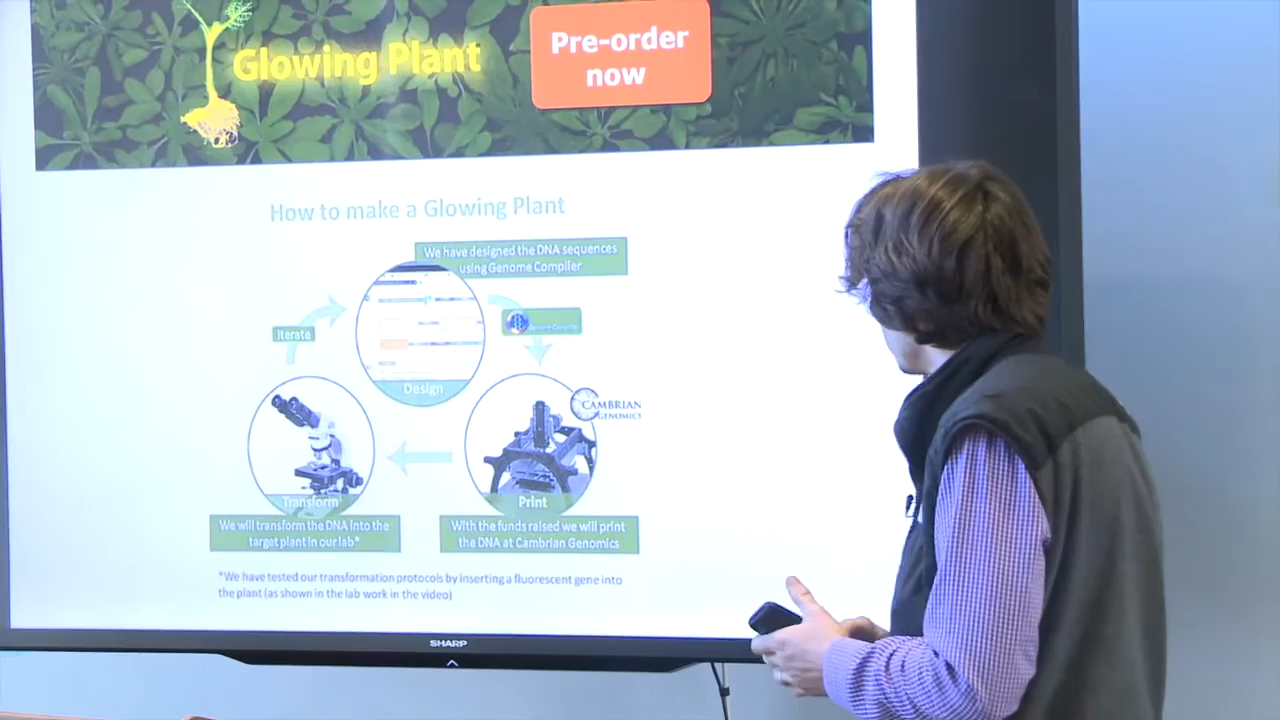 Glowing Plant
Pre-order
now
How to make a Glowing Plant
We have designed the DNA sequences
using Genome Compiler
Iterate
Genome Compiler
Design
CAMBRIAN
GENOMICS
Transform
Print
We will transform the DNA into the
target plant in our lab*
With the funds raised we will print
the DNA at Cambrian Genomics
*We have tested our transformation protocols by inserting a fluorescent gene into
the plant (as shown in the lab work in the video)
SHARP